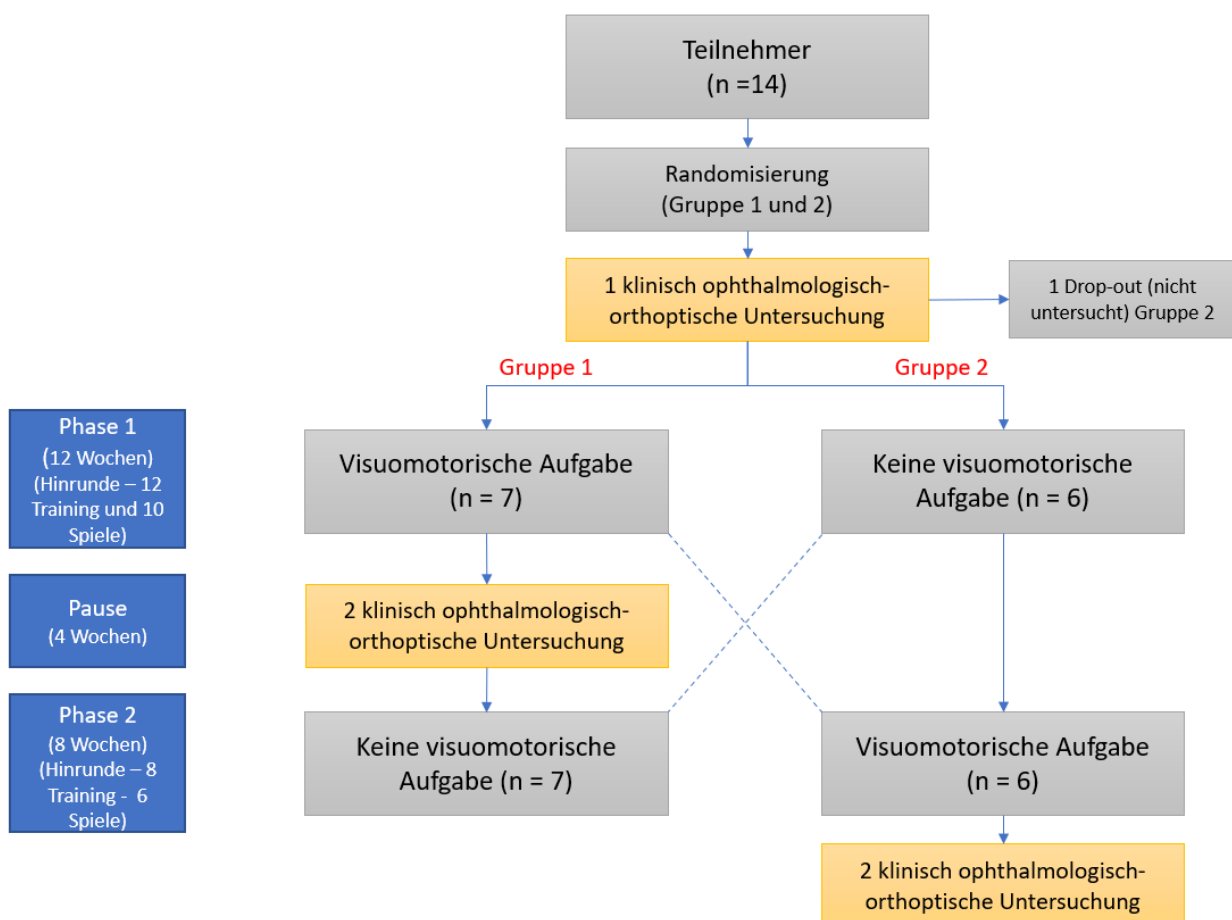 Teilnehmer
(n =14)
Randomisierung
(Gruppe 1 und 2)
1 klinisch ophthalmologisch-
orthoptische Untersuchung
1 Drop-out (nicht
untersucht) Gruppe 2
Gruppe 1
Gruppe 2
Phase 1
(12 Wochen)
(Hinrunde – 12
Training und 10
Spiele)
Visuomotorische Aufgabe
(n = 7)
Keine visuomotorische
Aufgabe (n = 6)
Pause
(4 Wochen)
2 klinisch ophthalmologisch-
orthoptische Untersuchung
Phase 2
(8 Wochen)
(Hinrunde – 8
Training - 6
Spiele)
Keine visuomotorische
Aufgabe (n = 7)
Visuomotorische Aufgabe
(n = 6)
2 klinisch ophthalmologisch-
orthoptische Untersuchung